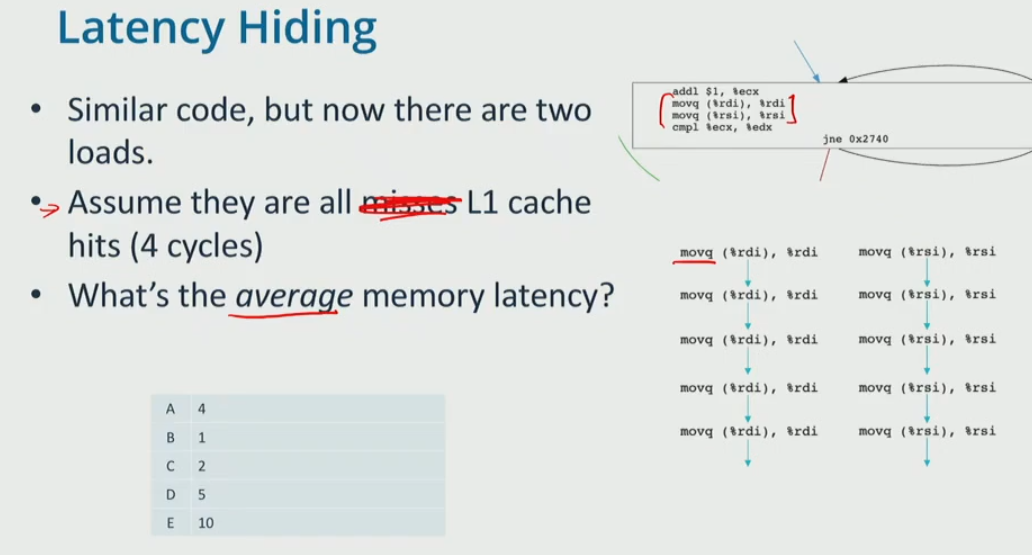 Latency Hiding
• Similar code, but now there are two
loads.
• Assume they are all misses L1 cache
hits (4 cycles)
• What's the average memory latency?
A 4
B 1
C 2
D 5
E 10
addl $1, %ecx
movq (%rdi), %rdi
movq (%rsi), %rsi
cmpl %ecx, %edx
jne 0x2740
movq (%rdi), %rdi movq (%rsi), %rsi
movq (%rdi), %rdi movq (%rsi), %rsi
movq (%rdi), %rdi movq (%rsi), %rsi
movq (%rdi), %rdi movq (%rsi), %rsi
movq (%rdi), %rdi movq (%rsi), %rsi